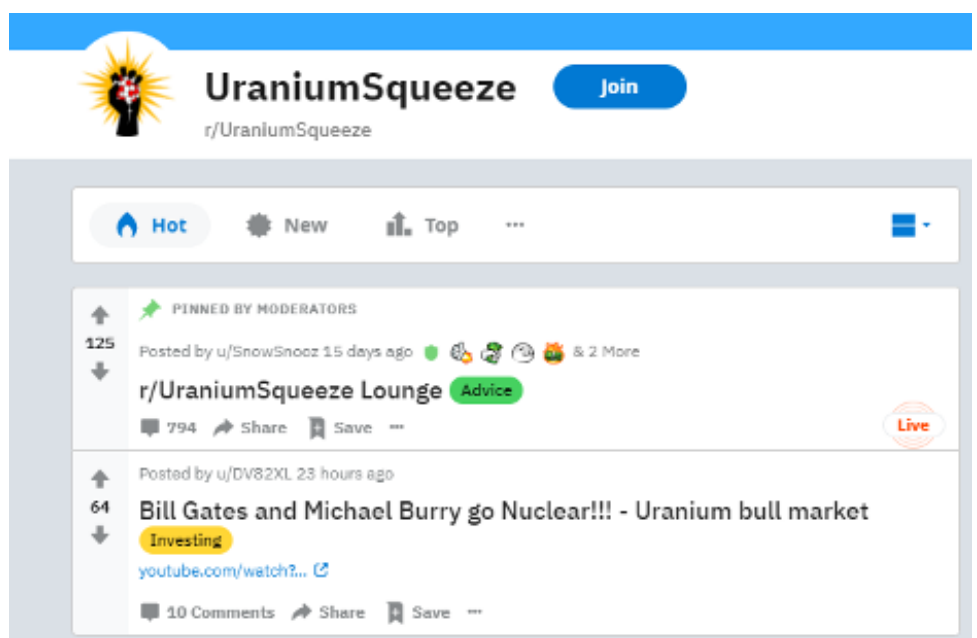 UraniumSqueeze
Join
r/UraniumSqueeze
Hot
New
Top
···
PINNED BY MODERATORS
125
Posted by u/SnowSnooz 15 days ago & 2 More
r/UraniumSqueeze Lounge Advice
794 Share Save ···
Live
Posted by u/DV82XL 23 hours ago
64
Bill Gates and Michael Burry go Nuclear!!! - Uranium bull market
Investing
youtube.com/watch?...
10 Comments Share Save ···